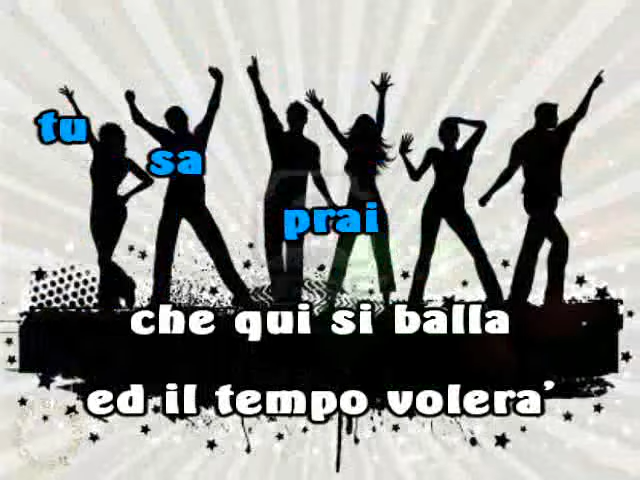 tu
sa
prai
che qui si balla
ed il tempo volera'